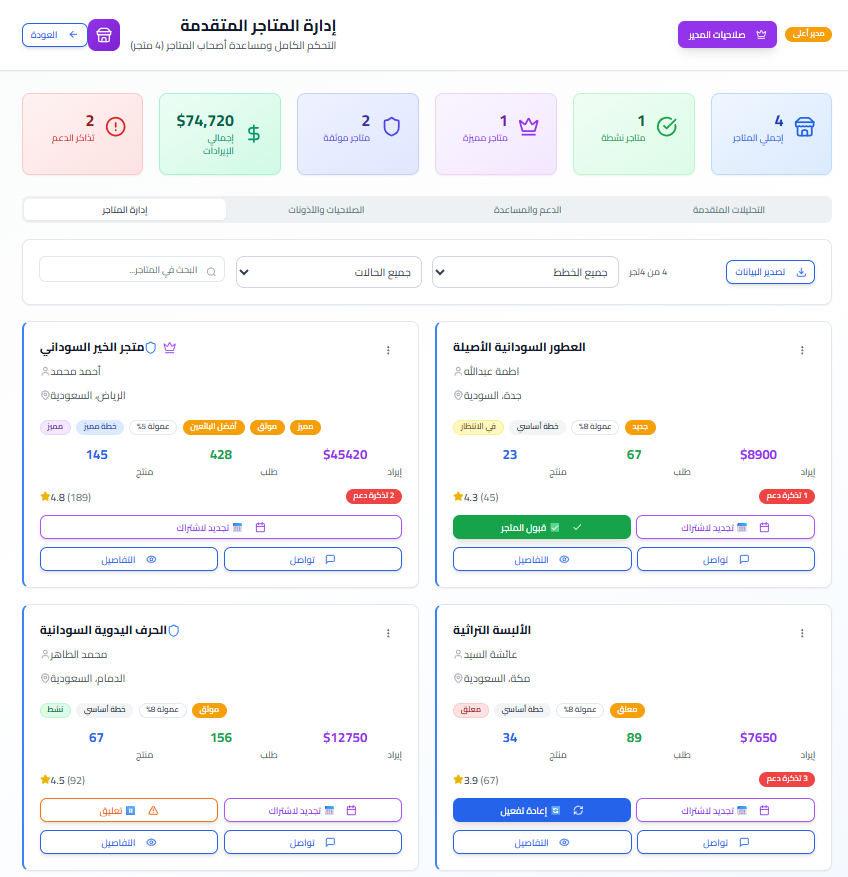 مدير أعلى
صلاحيات المدير
إدارة المتاجر المتقدمة
التحكم الكامل ومساعدة أصحاب المتاجر (4 متجر)
العودة
4
إجمالي المتاجر
1
متاجر نشطة
1
متاجر مميزة
2
متاجر موثقة
$74,720
إجمالي
الإيرادات
2
تذاكر الدعم
التحليلات المتقدمة
الدعم والمساعدة
الصلاحيات والأذونات
إدارة المتاجر
تصدير البيانات
4 من 4تجر
جميع الخطط
جميع الحالات
البحث في المتاجر...
العطور السودانية الأصيلة
اطمة عبدالله
جدة، السودية
جديد
عمولة 8%
خطة أساسي
في الانتظار
$8900
67
23
إيراد
طلب
منتج
1 تذكرة دعم
4.3 (45)
تجديد لاشتراك
قبول المتجر
تواصل
التفاصيل
متجر الخير السوداني
أحمد محمد
الرياض، السعودية
مميز
موثق
أفضل البائعين
عمولة 5%
خطة مميز
مميز
$45420
428
145
إيراد
طلب
منتج
2 تذكرة دعم
4.8 (189)
تجديد لاشتراك
تواصل
التفاصيل
الألبسة التراثية
عائشة السيد
مكة، السعودية
معلق
عمولة 8%
خطة أساسي
معلق
$7650
89
34
إيراد
طلب
منتج
3 تذكرة دعم
3.9 (67)
تجديد لاشتراك
إعادة تفعيل
تواصل
التفاصيل
الحرف اليدوية السودانية
محمد الطاهر
الدمام، السعودية
موثق
عمولة 8%
خطة أساسي
نشط
$12750
156
67
إيراد
طلب
منتج
4.5 (92)
تجديد لاشتراك
تعليق
تواصل
التفاصيل